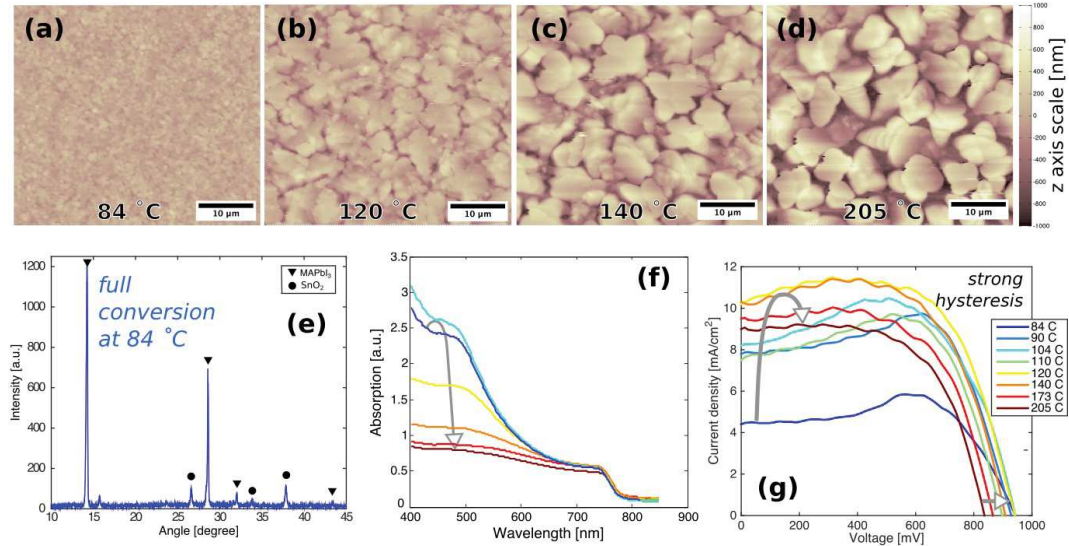 (a)
84 °C
10 μm
(b)
120 °C
10 μm
(c)
140 °C
10 μm
(d)
205 °C
10 μm
1000
800
600
400
200
0
-200
-400
-600
-800
-1000
z axis scale [nm]
1200
1000
800
600
400
200
0
Intensity [a.u.]
full
conversion
at 84 °C
MAPbI₃
SnO₂
(e)
10 15 20 25 30 35 40 45
Angle [degree]
3.5
3
2.5
2.0
1.5
1.0
0.5
0
Absorption [a.u.]
(f)
400 500 600 700 800 900
Wavelength [nm]
12
10
8
6
4
2
0
Current density [mA/cm²]
strong
hysteresis
84 C
90 C
104 C
110 C
120 C
140 C
173 C
205 C
(g)
0 200 400 600 800 1000
Voltage [mV]